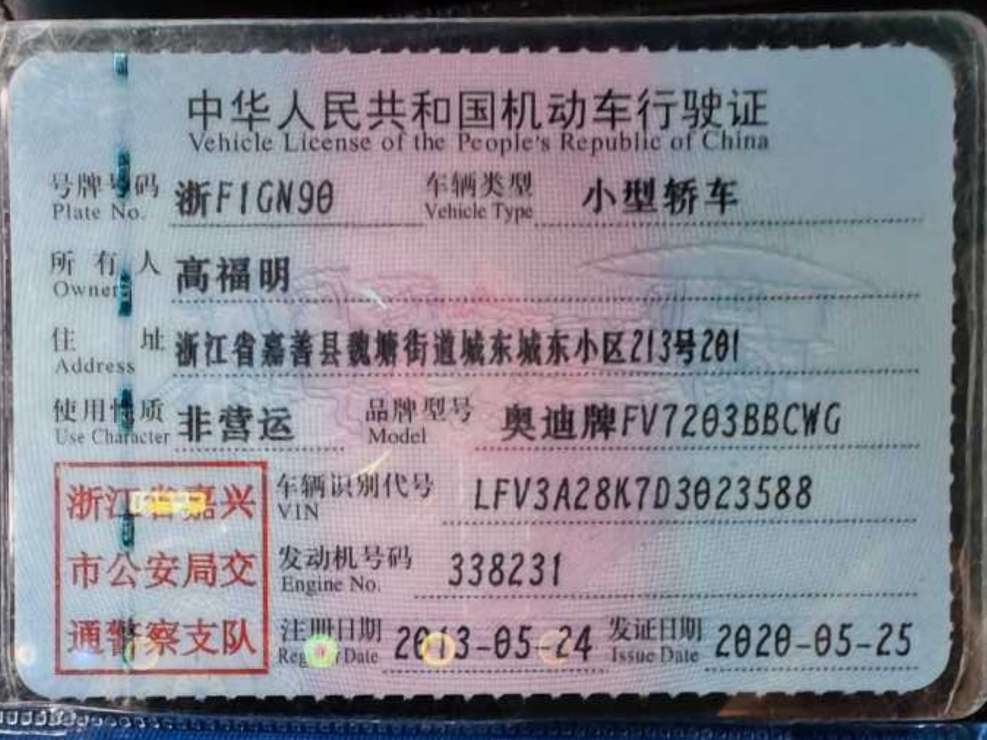 中华人民共和国机动车行驶证
Vehicle License of the People's Republic of China
号牌号码 浙F1GN90 车辆类型 小型轿车
Plate No. Vehicle Type
所有人 高福明
Owner
住址 浙江省嘉善县魏塘街道城东城东小区213号201
Address
使用性质 非营运 品牌型号 奥迪牌FV7203BBCWG
Use Character Model
浙江省嘉兴
市公安局交
通警察支队
车辆识别代号 LFV3A28K7D3023588
VIN
发动机号码 338231
Engine No.
注册日期 2013-05-24 发证日期 2020-05-25
Register Date Issue Date